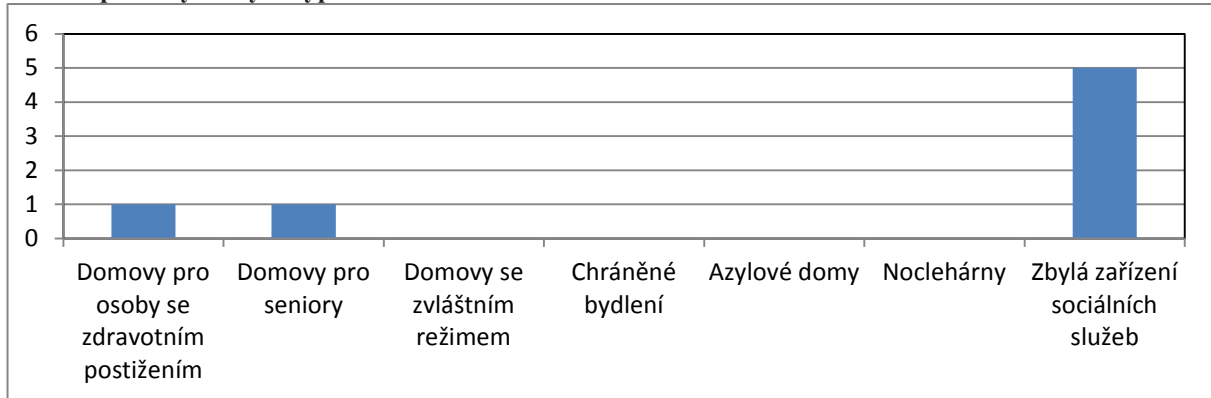 6
5
4
3
2
1
0
Domovy pro osoby se zdravotním postižením
Domovy pro seniory
Domovy se zvláštním režimem
Chráněné bydlení
Azylové domy
Noclehárny
Zbylá zařízení sociálních služeb